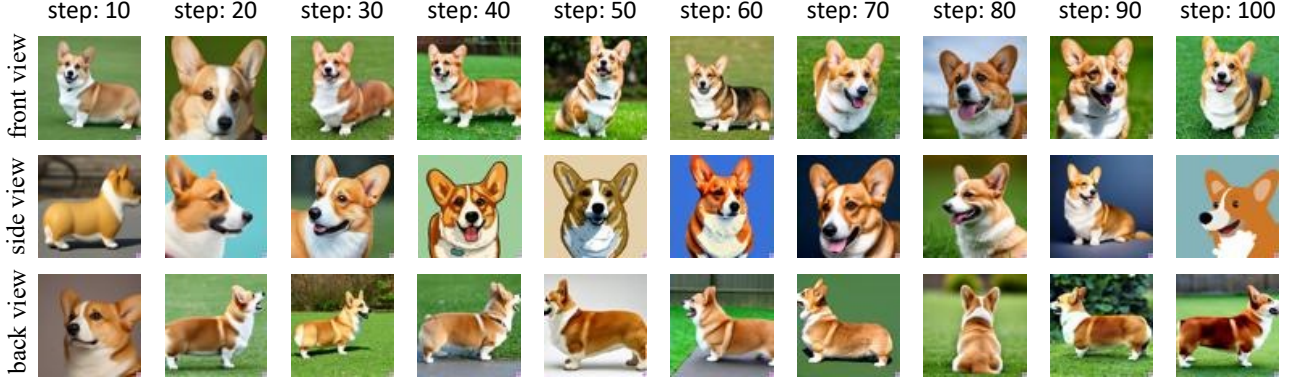 step: 10 step: 20 step: 30 step: 40 step: 50 step: 60 step: 70 step: 80 step: 90 step: 100
front view
side view
back view